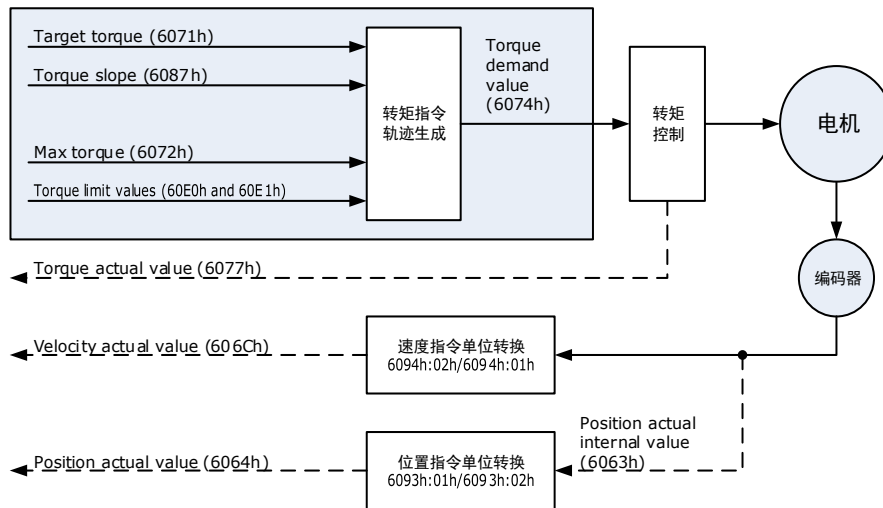 Target torque (6071h)
Torque slope (6087h)
Max torque (6072h)
Torque limit values (60E0h and 60E1h)
转矩指令
轨迹生成
Torque
demand
value
(6074h)
转矩
控制
电机
编码器
Torque actual value (6077h)
Velocity actual value (606Ch)
速度指令单位转换
6094h:02h/6094h:01h
Position actual
internal value
(6063h)
Position actual value (6064h)
位置指令单位转换
6093h:01h/6093h:02h